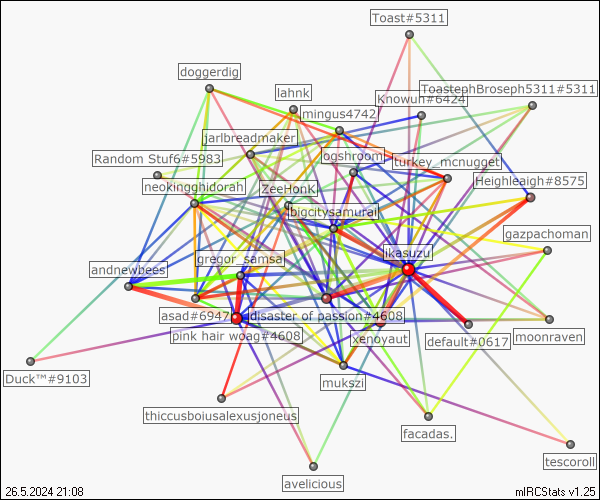 Toast#5311
doggerdig
lahnk
ToastephBroseph5311#5311
Knowuh#6424
mingus4742
jarlbreadmaker
ogshroom
Random Stuf6#5983
turkey_mcnugget
neokingghidorah
ZeeHonk
Heighleaigh#8575
bigcitysamurai
gazpachoman
ikasuzu
gregor_samsa
andnewbees
asad#6947
disaster of passion#4608
pink hair woag#4608
xenoyaut
default#0617
moonraven
Duck™#9103
mukszi
thiccusboiusalexusjoneus
facadas.
tescoroll
avelicious
26.5.2024 21:08
mIRCStats v1.25